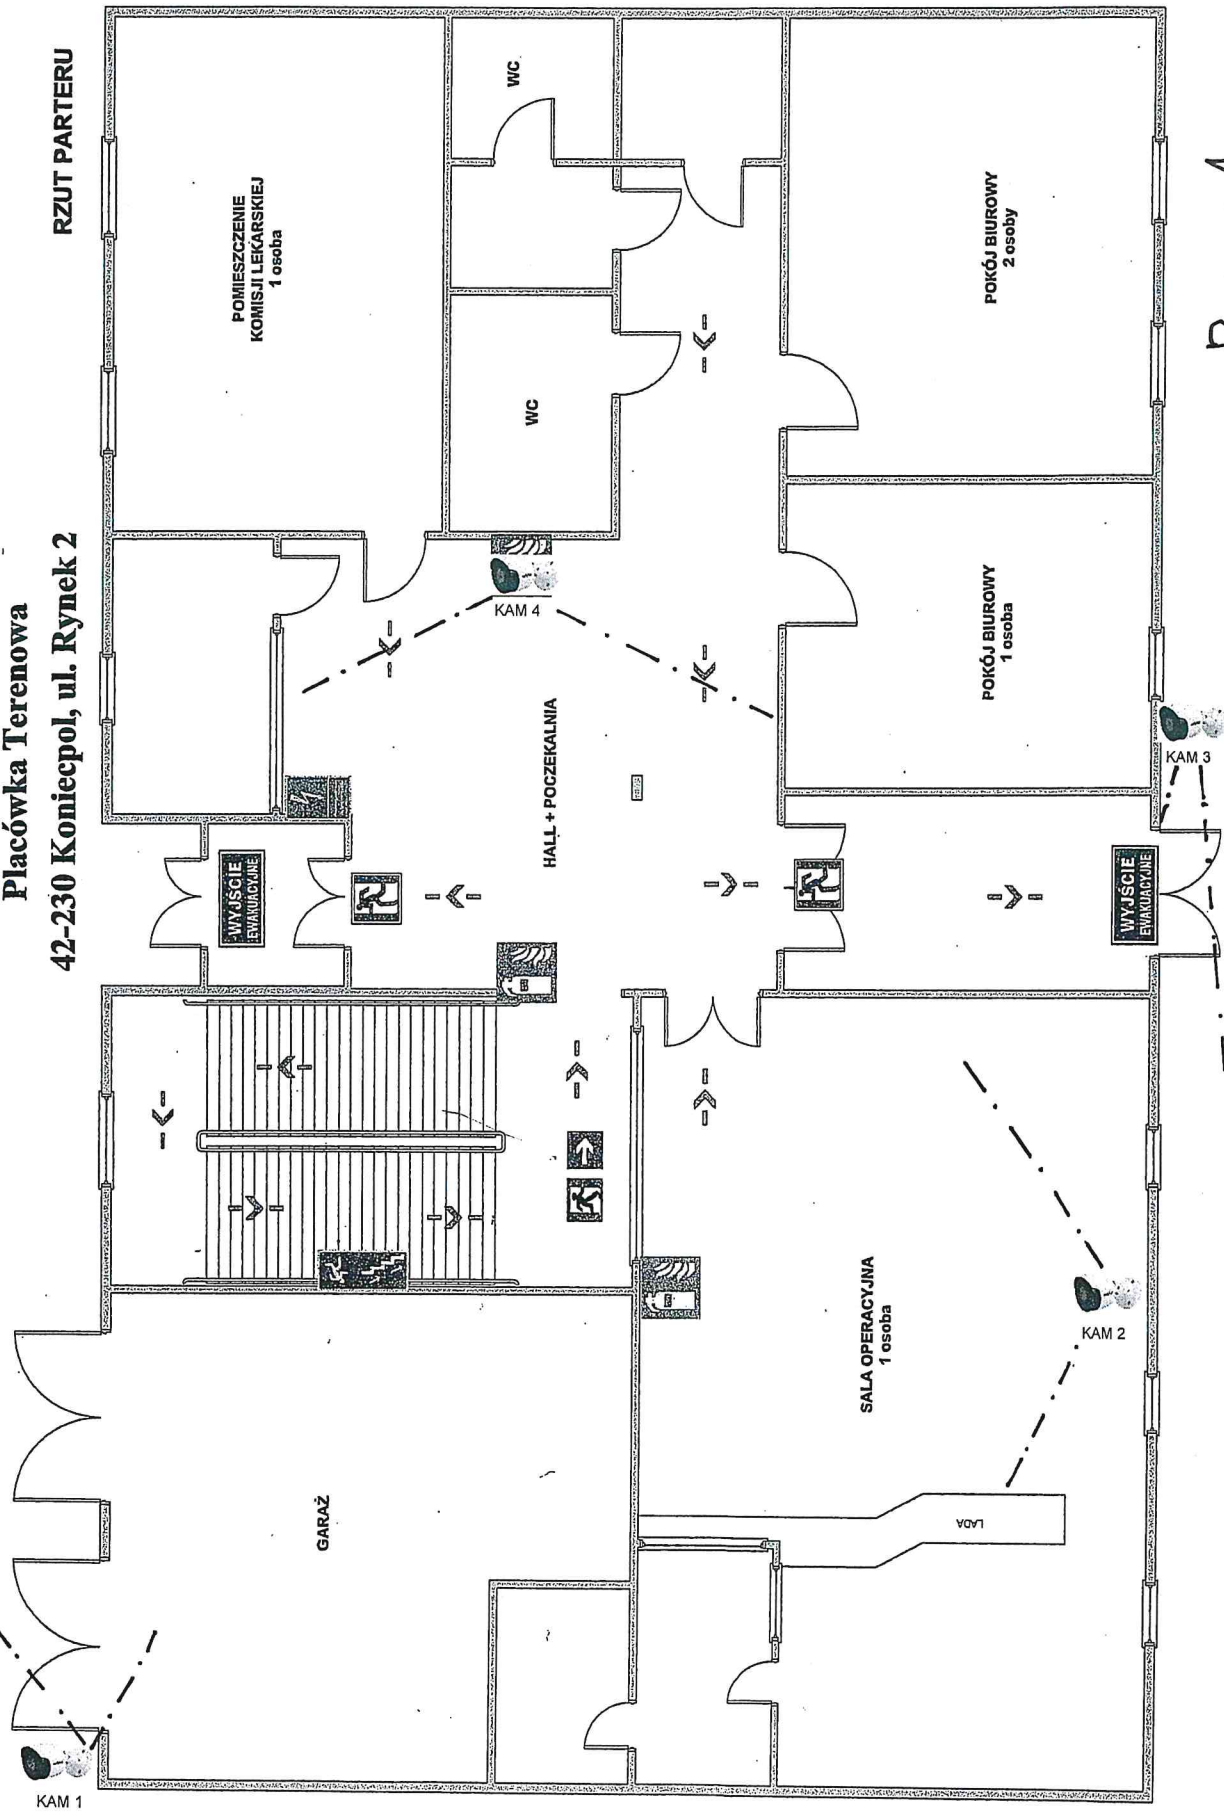 Placówka Terenowa
42-230 Koniecpol, ul. Rynek 2
RZUT PARTERU
POMIESZCZENIE
KOMISJI LEKARSKIEJ
1 osoba
WC
WC
POKÓJ BIUROWY
2 osoby
POKÓJ BIUROWY
1 osoba
KAM 4
KAM 3
HALL + POCZEKALNIA
WYJŚCIE
EWAKUACYJNE
WYJŚCIE
EWAKUACYJNE
SALA OPERACYJNA
1 osoba
KAM 2
LADA
GARAŻ
KAM 1